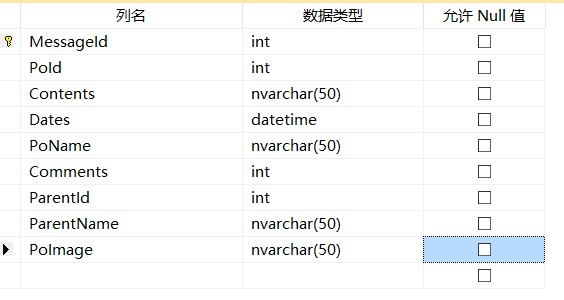 列名 数据类型 允许 Null 值
MessageId int
PoId int
Contents nvarchar(50)
Dates datetime
PoName nvarchar(50)
Comments int
ParentId int
ParentName nvarchar(50)
PoImage nvarchar(50)